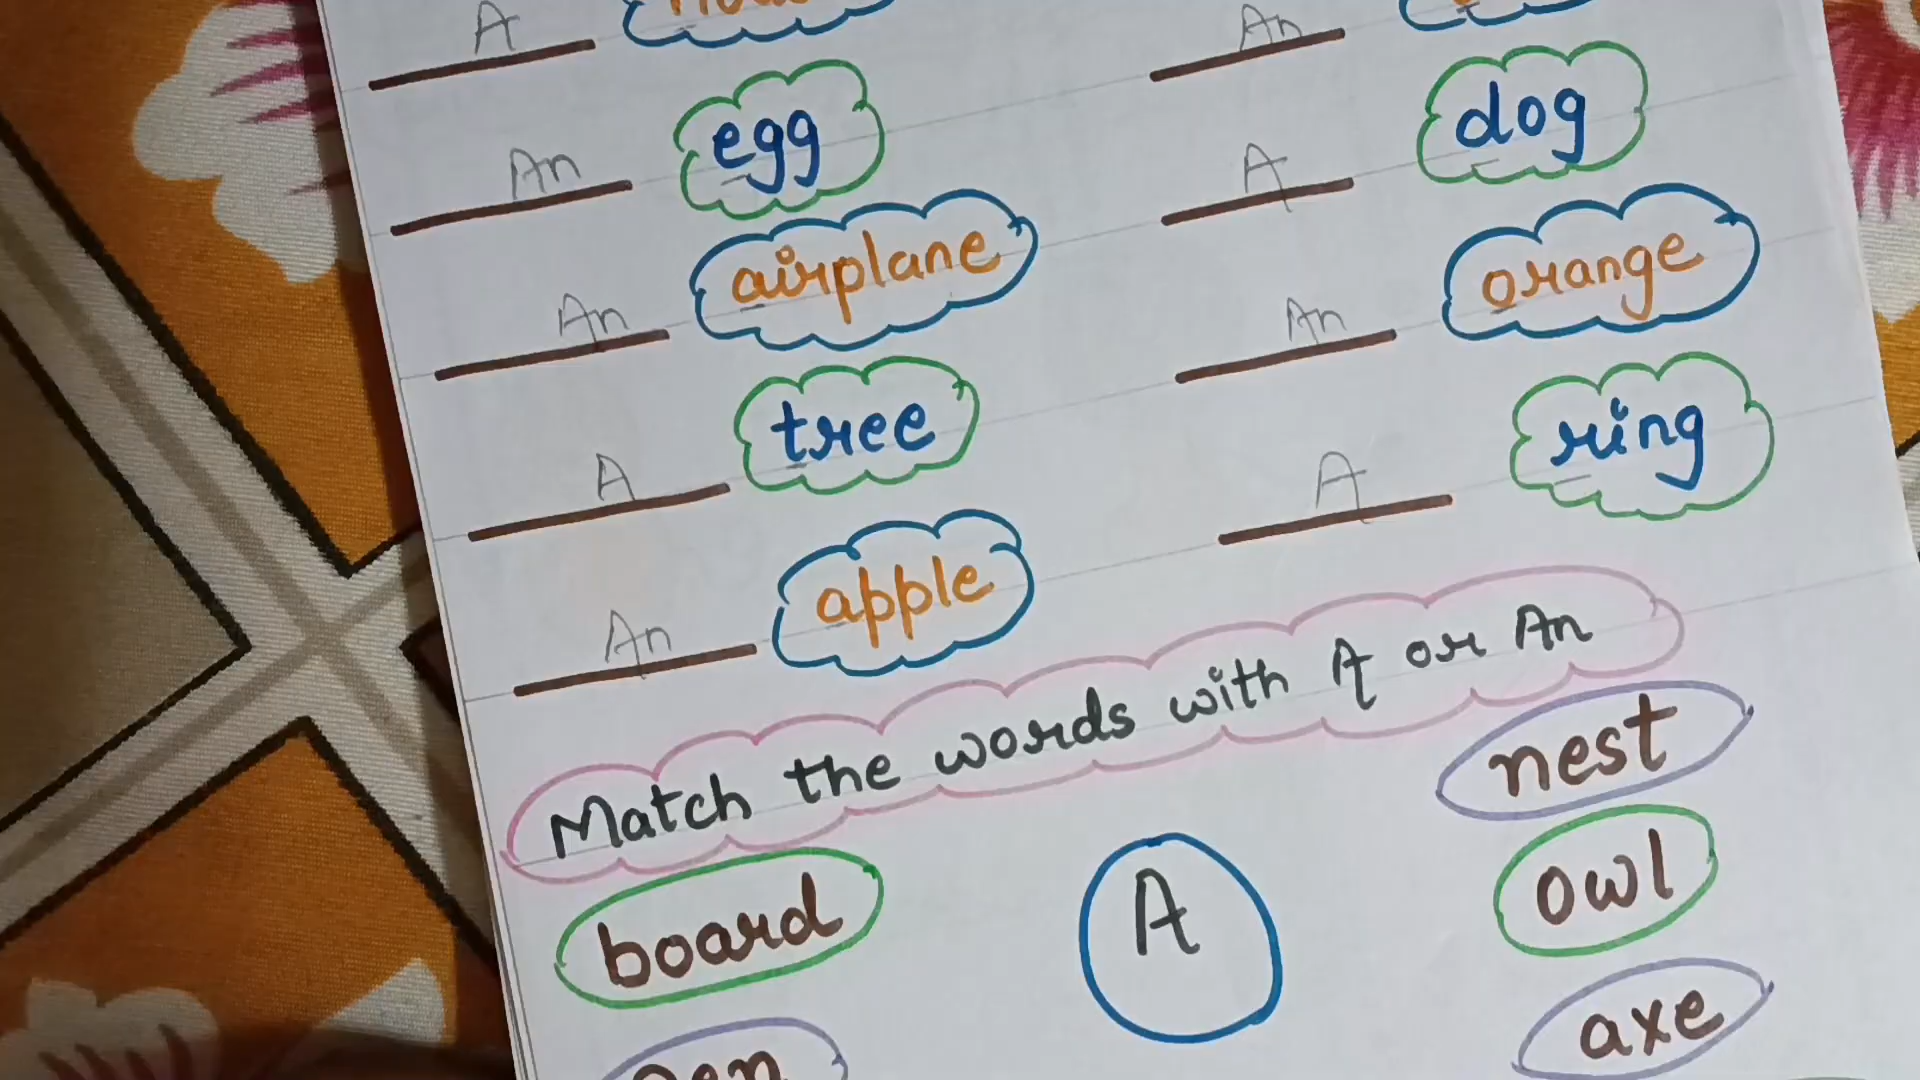 A An
An egg A dog
An airplane An orange
A tree A ring
An apple
Match the words with A or An
nest
board A owl
axe